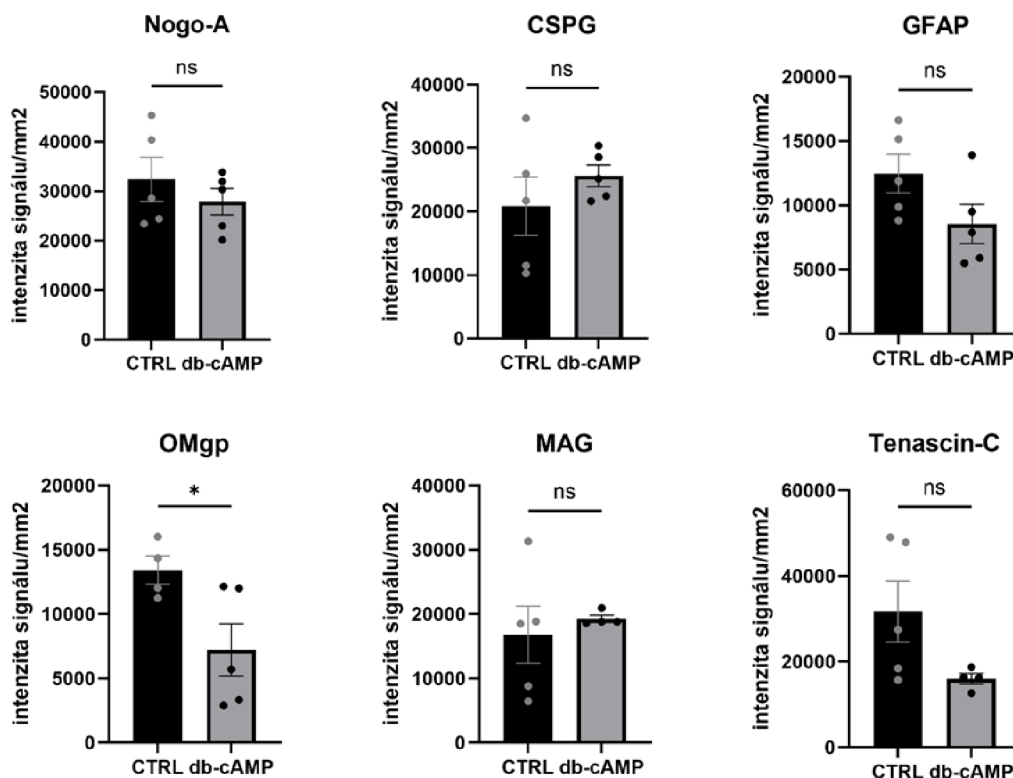 Nogo-A
ns
50000
40000
30000
20000
10000
0
intenzita signálu/mm2
CTRL db-cAMP
CSPG
ns
40000
30000
20000
10000
0
intenzita signálu/mm2
CTRL db-cAMP
GFAP
ns
20000
15000
10000
5000
0
intenzita signálu/mm2
CTRL db-cAMP
OMgp
*
20000
15000
10000
5000
0
intenzita signálu/mm2
CTRL db-cAMP
MAG
ns
40000
30000
20000
10000
0
intenzita signálu/mm2
CTRL db-cAMP
Tenascin-C
ns
60000
40000
20000
0
intenzita signálu/mm2
CTRL db-cAMP